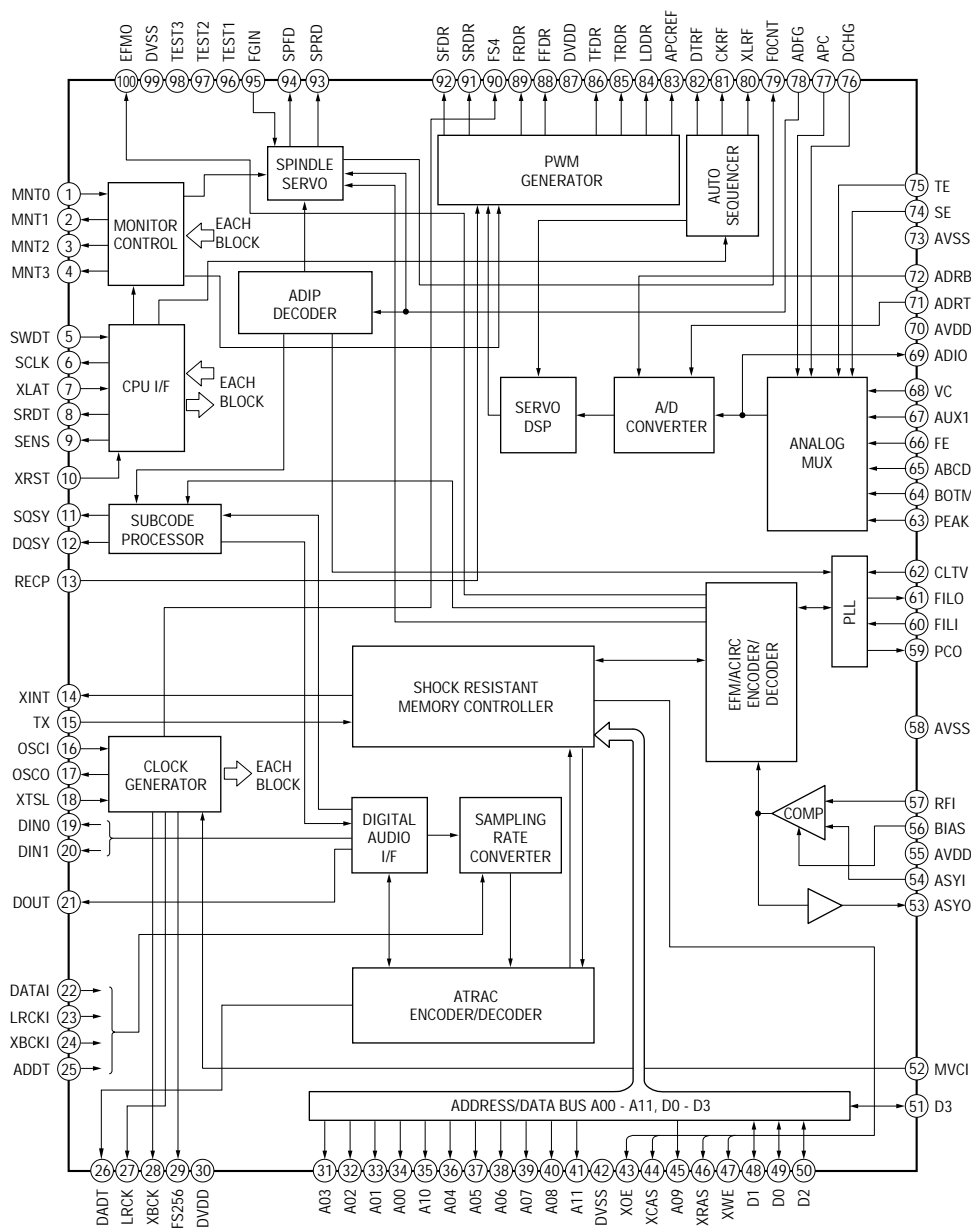 EFMO
DVSS
TEST3
TEST2
TEST1
FGIN
SPFD
SPRD
SFDR
SRDR
FS4
FRDR
FFDR
DVDD
TFDR
TRDR
LDDR
APCREF
DTRF
CKRF
XLRF
F0CNT
ADFG
APC
DCHG
100 99 98 97 96 95 94 93 92 91 90 89 88 87 86 85 84 83 82 81 80 79 78 77 76
MNT0 1
MNT1 2
MNT2 3
MNT3 4
SWDT 5
SCLK 6
XLAT 7
SRDT 8
SENS 9
XRST 10
SQSY 11
DQSY 12
RECP 13
XINT 14
TX 15
OSCI 16
OSCO 17
XTSL 18
DIN0 19
DIN1 20
DOUT 21
DATAI 22
LRCKI 23
XBCKI 24
ADDT 25
MONITOR
CONTROL
EACH
BLOCK
SPINDLE
SERVO
PWM
GENERATOR
AUTO
SEQUENCER
ADIP
DECODER
CPU I/F
EACH
BLOCK
SERVO
DSP
A/D
CONVERTER
ANALOG
MUX
SUBCODE
PROCESSOR
PLL
EFM/ACIRC
ENCODER/
DECODER
SHOCK RESISTANT
MEMORY CONTROLLER
CLOCK
GENERATOR
EACH
BLOCK
DIGITAL
AUDIO
I/F
SAMPLING
RATE
CONVERTER
COMP
ATRAC
ENCODER/DECODER
ADDRESS/DATA BUS A00 - A11, D0 - D3
75 TE
74 SE
73 AVSS
72 ADRB
71 ADRT
70 AVDD
69 ADIO
68 VC
67 AUX1
66 FE
65 ABCD
64 BOTM
63 PEAK
62 CLTV
61 FILO
60 FILI
59 PCO
58 AVSS
57 RFI
56 BIAS
55 AVDD
54 ASYI
53 ASYO
52 MVCI
51 D3
26 27 28 29 30 31 32 33 34 35 36 37 38 39 40 41 42 43 44 45 46 47 48 49 50
DADT
LRCK
XBCK
FS256
DVDD
A03
A02
A01
A00
A10
A04
A05
A06
A07
A08
A11
DVSS
XOE
XCAS
A09
XRAS
XWE
D1
D0
D2